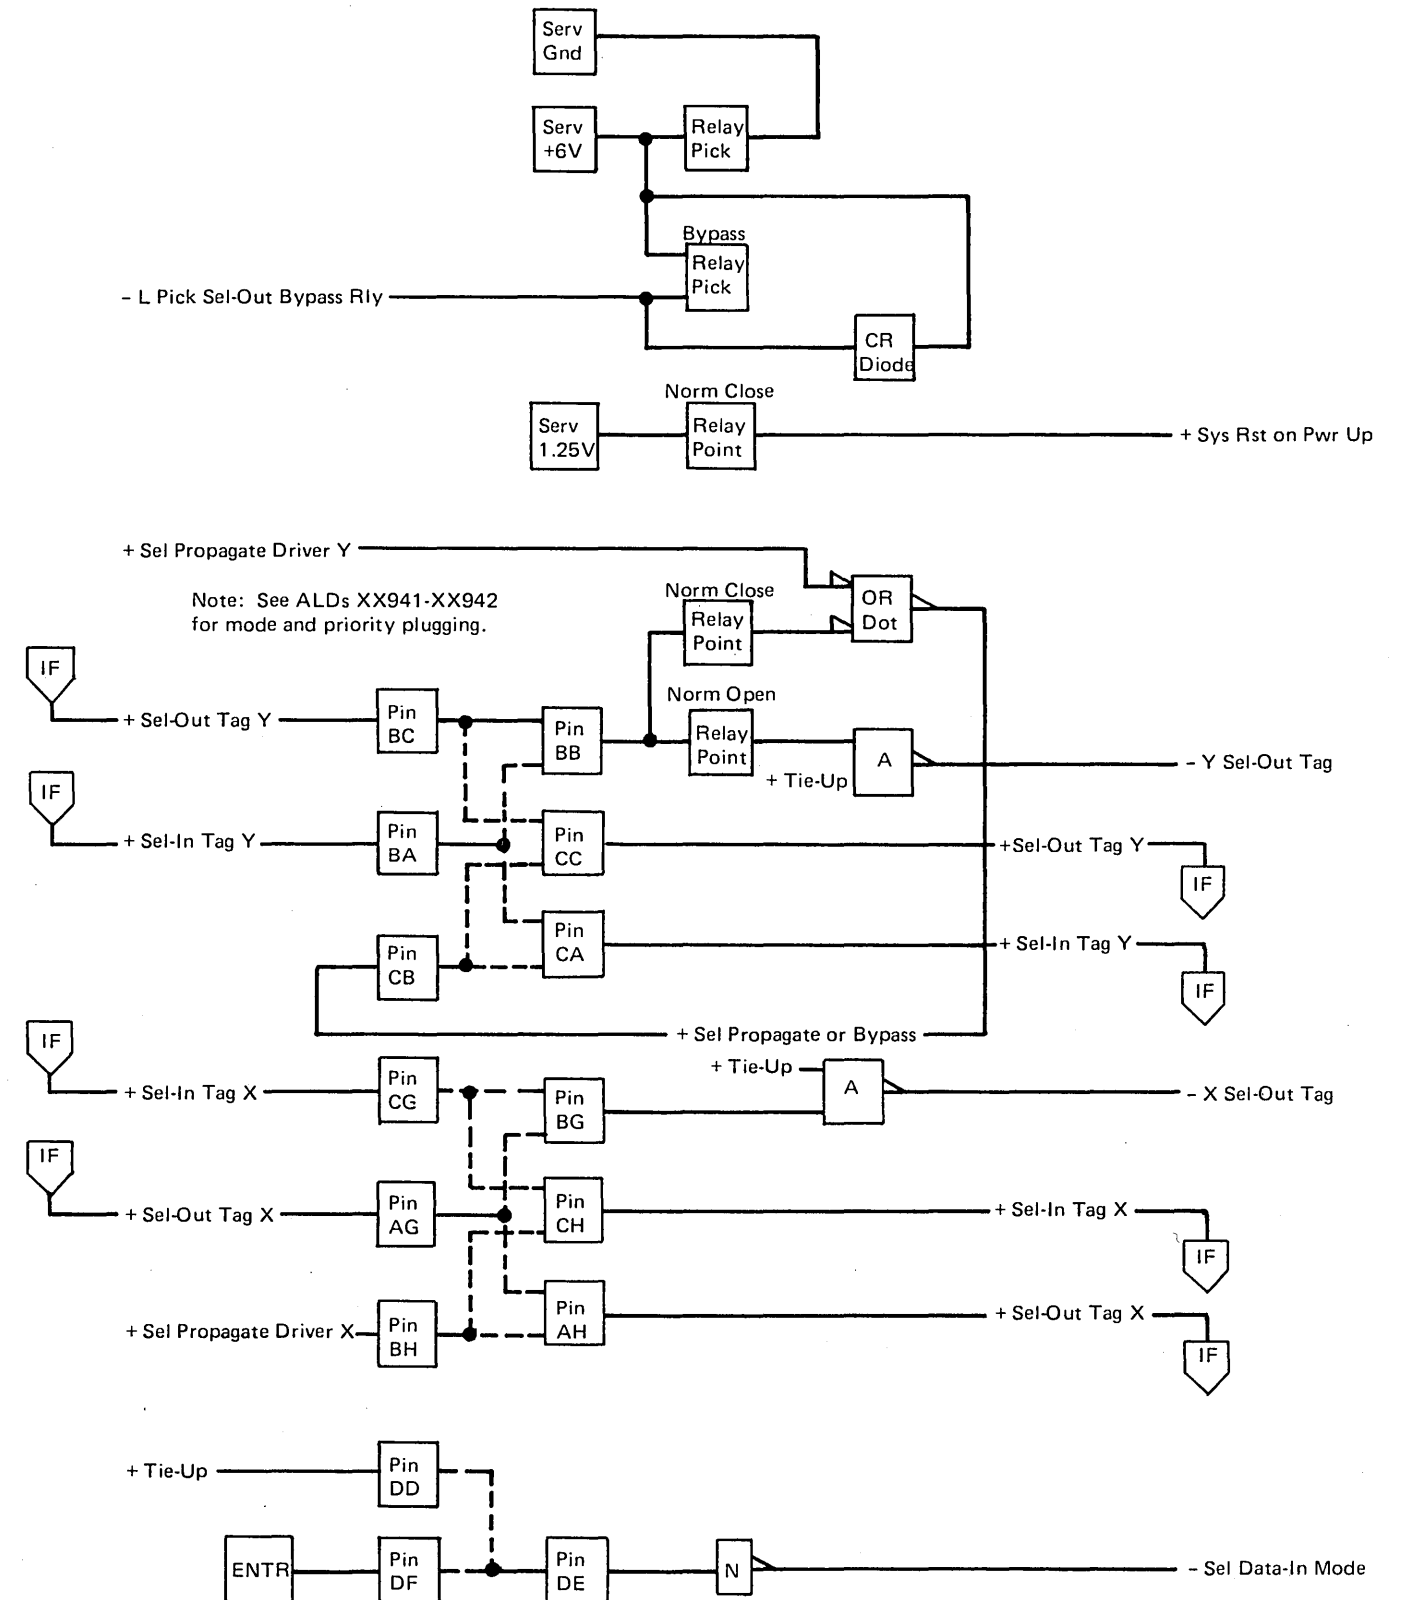 Serv
Gnd
Serv
+6V
Relay
Pick
Bypass
Relay
Pick
– L Pick Sel-Out Bypass Rly
CR
Diode
Norm Close
Serv
1.25V
Relay
Point
+ Sys Rst on Pwr Up
+ Sel Propagate Driver Y
Note: See ALDs XX941-XX942
for mode and priority plugging.
Norm Close
Relay
Point
OR
Dot
IF
+ Sel-Out Tag Y
Pin
BC
Pin
BB
Norm Open
Relay
Point
+ Tie-Up
A
– Y Sel-Out Tag
IF
+ Sel-In Tag Y
Pin
BA
Pin
CC
+Sel-Out Tag Y
IF
Pin
CB
Pin
CA
+ Sel-In Tag Y
IF
+ Sel Propagate or Bypass
IF
+ Sel-In Tag X
Pin
CG
Pin
BG
+ Tie-Up
A
– X Sel-Out Tag
IF
+ Sel-Out Tag X
Pin
AG
Pin
CH
+ Sel-In Tag X
IF
+ Sel Propagate Driver X
Pin
BH
Pin
AH
+ Sel-Out Tag X
IF
+ Tie-Up
Pin
DD
ENTR
Pin
DF
Pin
DE
N
– Sel Data-In Mode